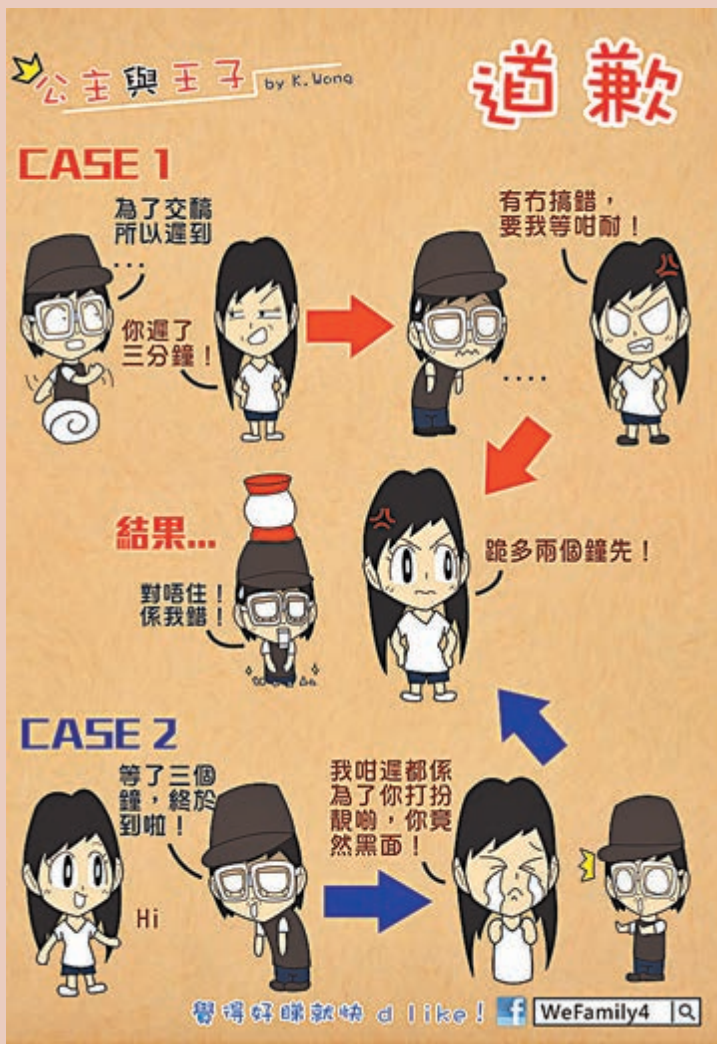 公主與王子 by K.Wong
道歉
CASE 1
為了交稿
所以遲到
...
你遲了
三分鐘！
有冇搞錯，
要我等咁耐！
....
結果...
對唔住！
係我錯！
跪多兩個鐘先！
CASE 2
等了三個
鐘，終於
到啦！
Hi
我咁遲都係
為了你打扮
靚啲，你竟
然黑面！
覺得好睇就快 d like！ f WeFamily4